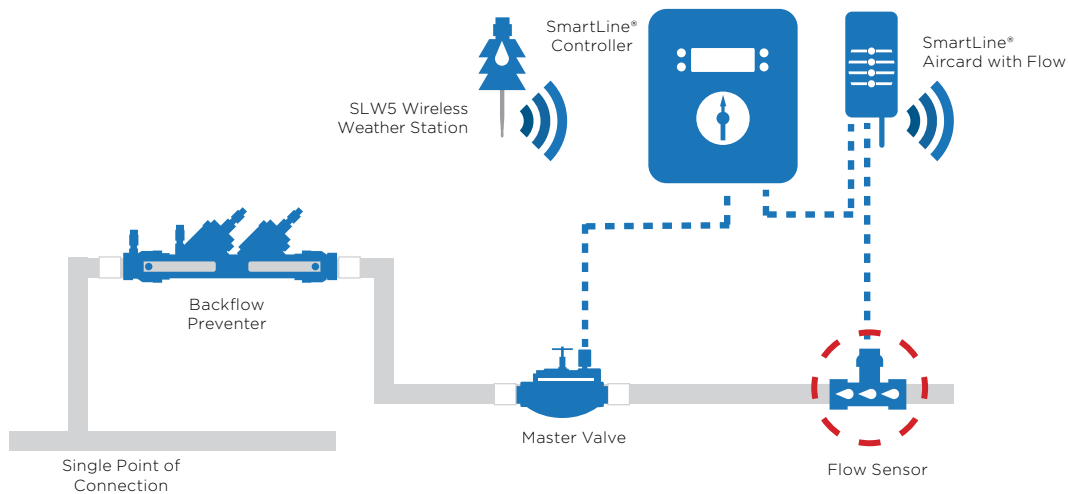 SmartLine®
Controller
SmartLine®
Aircard with Flow
SLW5 Wireless
Weather Station
Backflow
Preventer
Master Valve
Single Point of
Connection
Flow Sensor